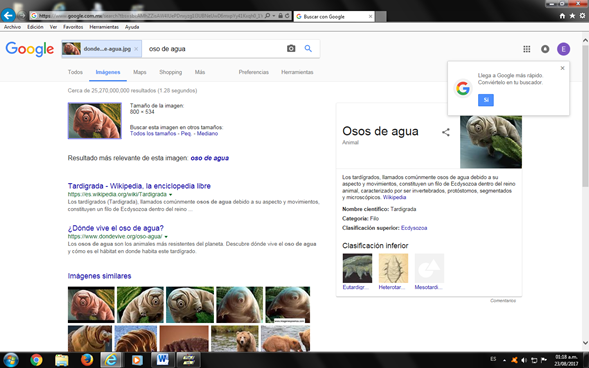 https://www.google.com.mx/search?
Buscar con Google
Archivo Edición Ver Favoritos Herramientas Ayuda
Google
donde...e-agua.jpg
oso de agua
E
Todos Imágenes Maps Shopping Más Preferencias Herramientas
Cerca de 25,270,000,000 resultados (1.28 segundos)
Tamaño de la imagen:
800 × 534
Buscar esta imagen en otros tamaños:
Todos los tamaños - Peq. - Mediano
Resultado más relevante de esta imagen: oso de agua
Tardigrada - Wikipedia, la enciclopedia libre
https://es.wikipedia.org/wiki/Tardigrada
Los tardígrados (Tardigrada), llamados comúnmente osos de agua debido a su aspecto y movimientos,
constituyen un filo de Ecdysozoa dentro del reino ...
¿Dónde vive el oso de agua?
https://www.dondevive.org/oso-agua/
Los osos de agua son los animales más resistentes del planeta. Descubre dónde vive el oso de agua
y cómo es el hábitat en donde habita este tardígrado.
Imágenes similares
Llega a Google más rápido.
Conviértelo en tu buscador.
SÍ
Osos de agua
Animal
Los tardígrados, llamados comúnmente osos de agua debido a su
aspecto y movimientos, constituyen un filo de Ecdysozoa dentro del reino
animal, caracterizado por ser invertebrados, protóstomos, segmentados
y microscópicos. Wikipedia
Nombre científico: Tardigrada
Categoría: Filo
Clasificación superior: Ecdysozoa
Clasificación inferior
Eutardigr... Heterotar... Mesotardi...
Comentarios
ES
01:18 a.m.
23/08/2017